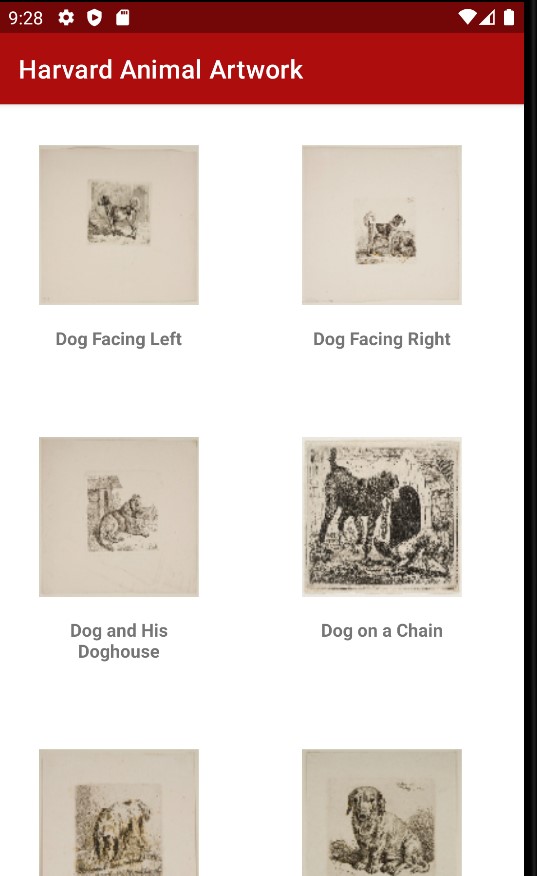 9:28
Harvard Animal Artwork
Dog Facing Left
Dog Facing Right
Dog and His
Doghouse
Dog on a Chain